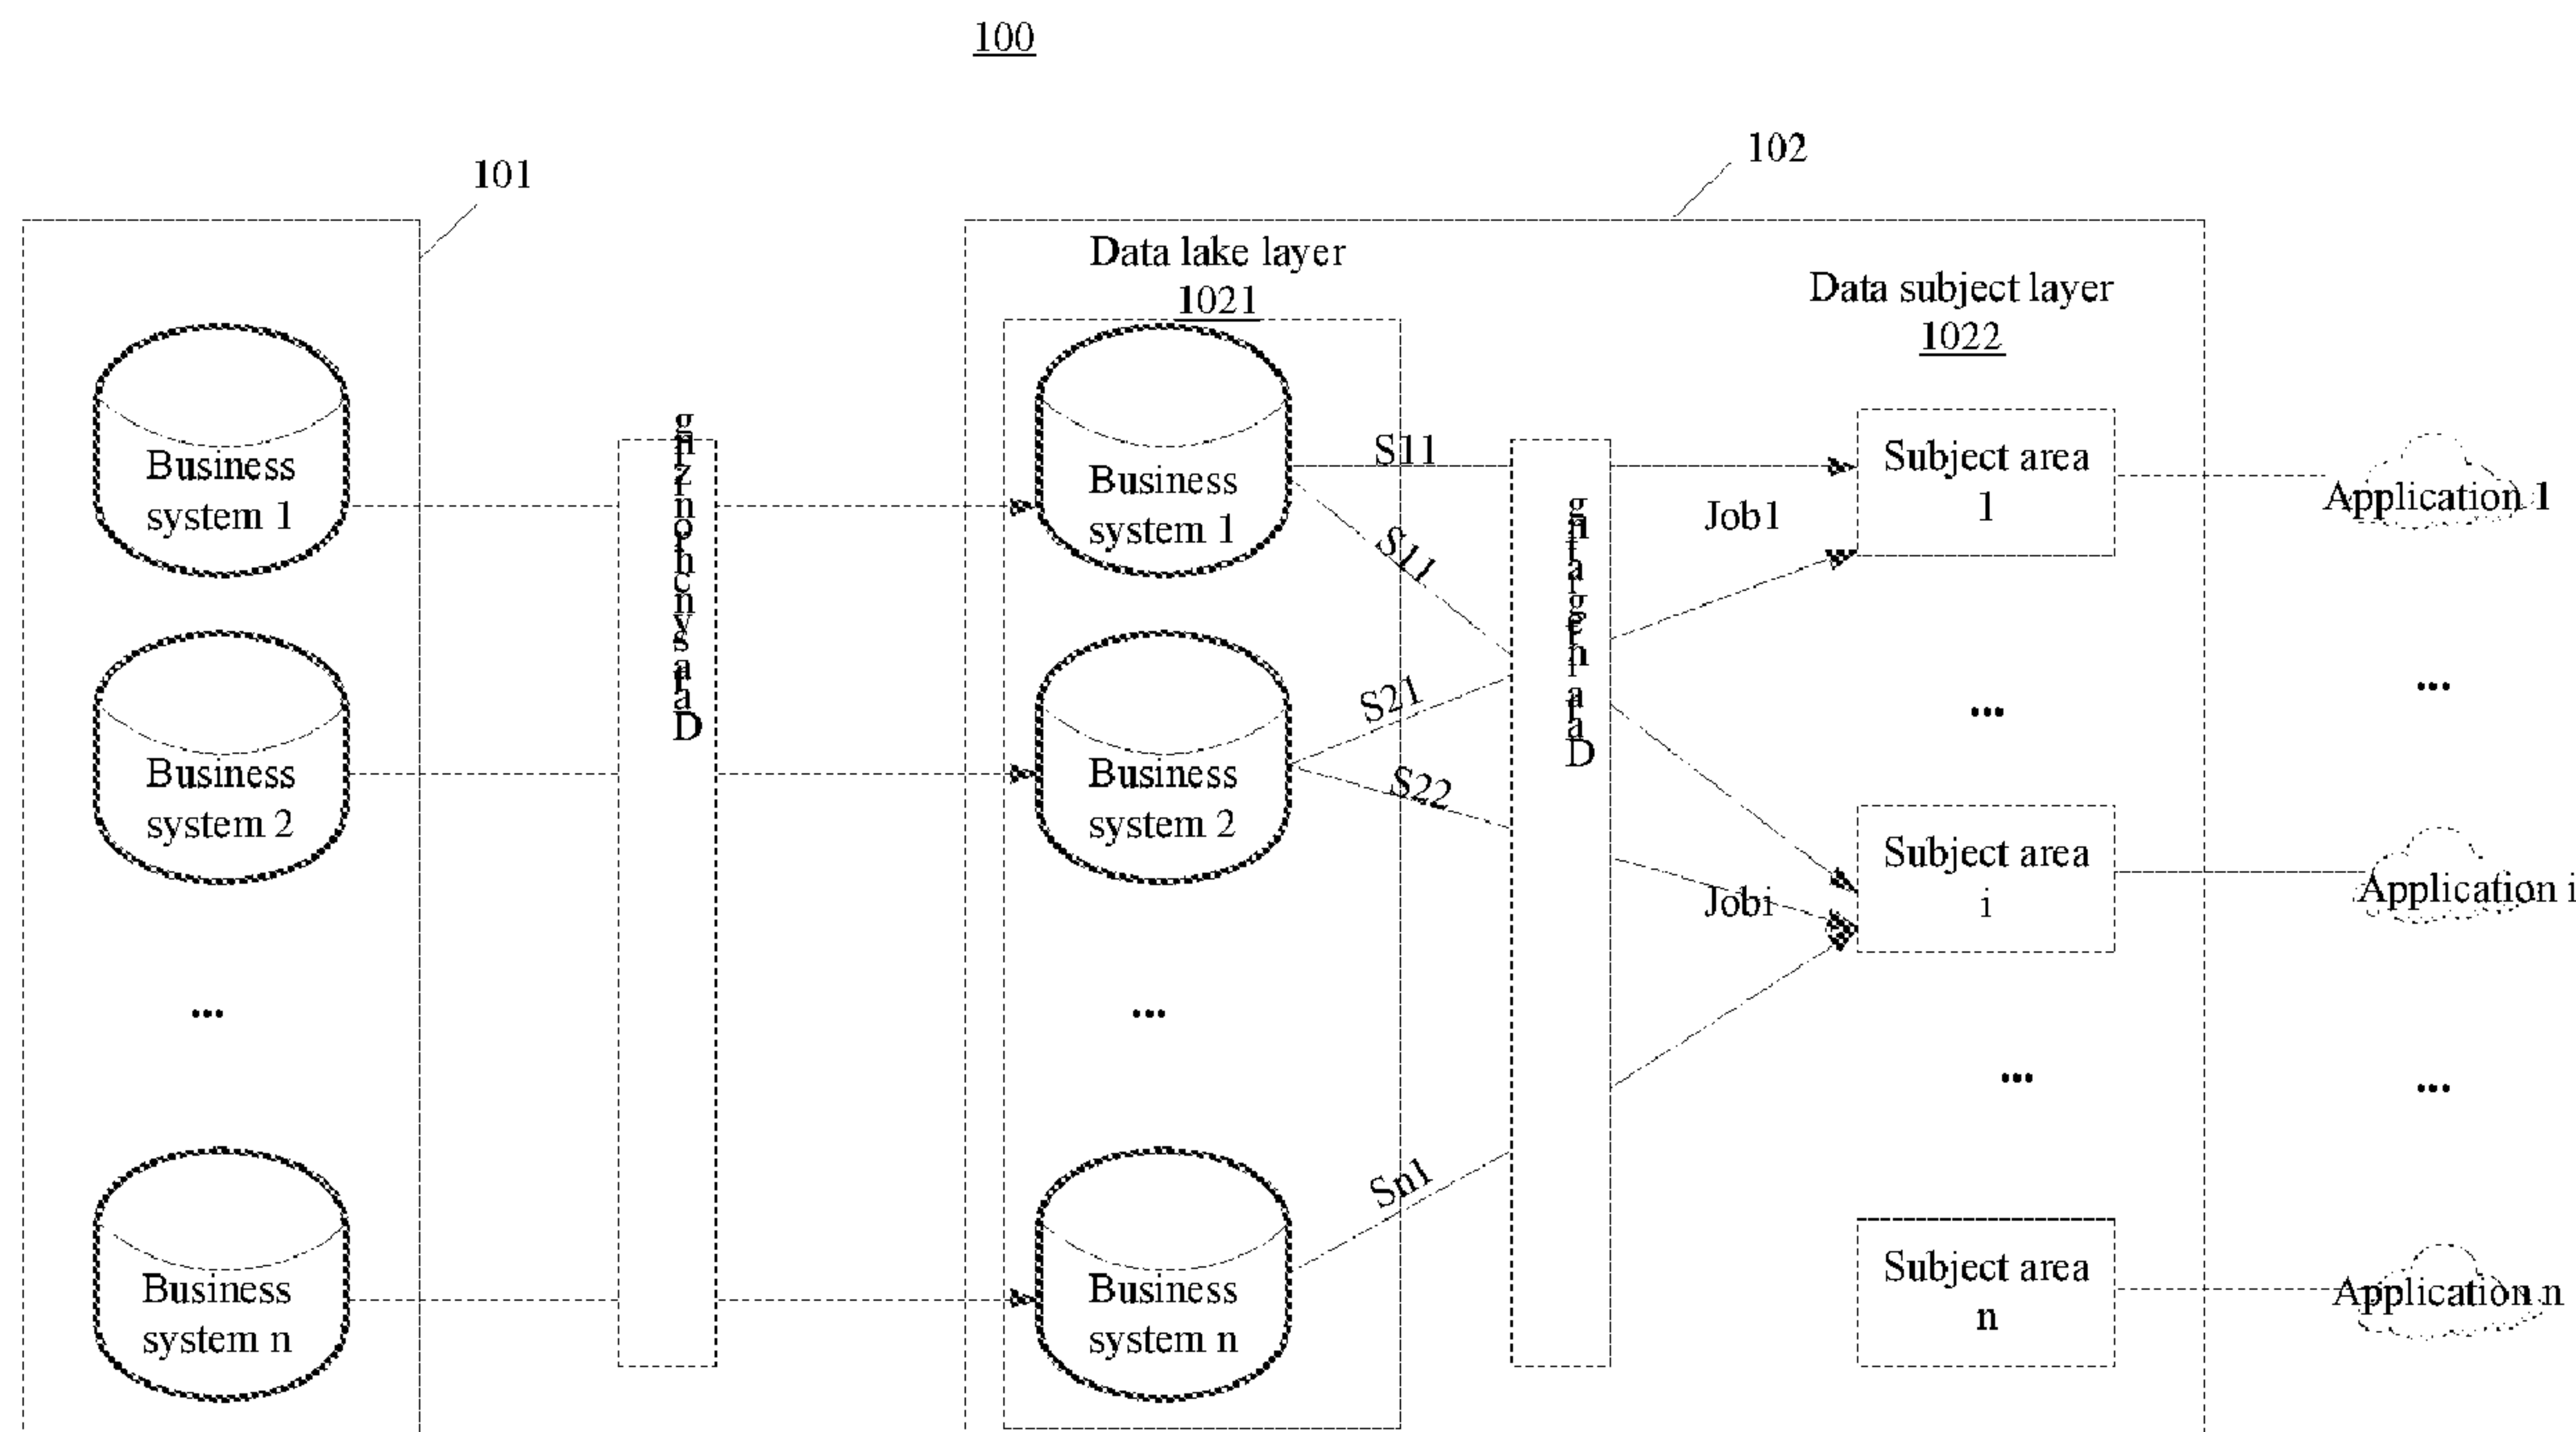 100
101
102
Data lake layer
1021
Data subject layer
1022
Business
system 1
Business
system 2
...
Business
system n
Data synchronizing
Business
system 1
Business
system 2
...
Business
system n
S11
S11
S21
S22
Sn1
Data integrating
Job1
Jobi
Subject area
1
...
Subject area
i
...
Subject area
n
Application 1
...
Application i
...
Application n